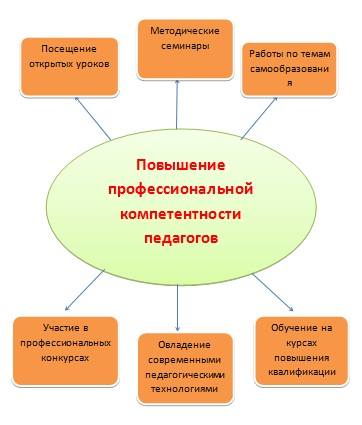 Посещение
открытых уроков
Методические
семинары
Работы по темам
самообразовани
я
Повышение
профессиональной
компетентности
педагогов
Участие в
профессиональных
конкурсах
Овладение
современными
педагогическими
технологиями
Обучение на
курсах
повышения
квалификации